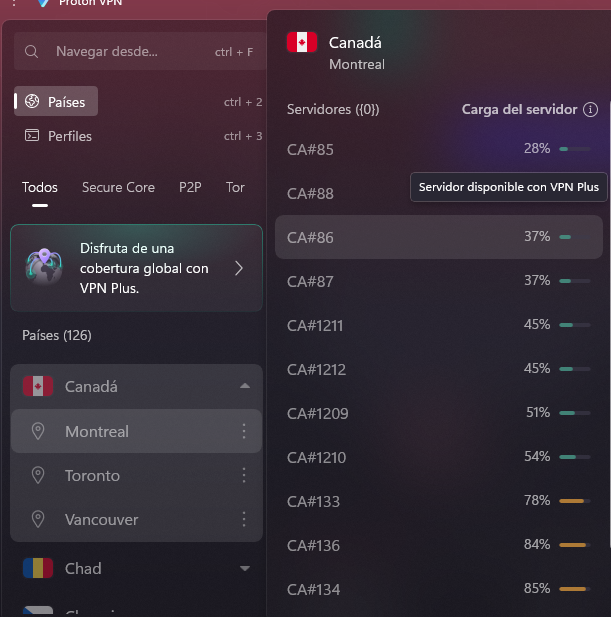 Proton VPN
Navegar desde...
ctrl + F
Países
ctrl + 2
Perfiles
ctrl + 3
Todos
Secure Core
P2P
Tor
Disfruta de una
cobertura global con
VPN Plus.
Países (126)
Canadá
Montreal
Toronto
Vancouver
Chad
Canadá
Montreal
Servidores ({0})
Carga del servidor
CA#85
28%
CA#88
Servidor disponible con VPN Plus
CA#86
37%
CA#87
37%
CA#1211
45%
CA#1212
45%
CA#1209
51%
CA#1210
54%
CA#133
78%
CA#136
84%
CA#134
85%